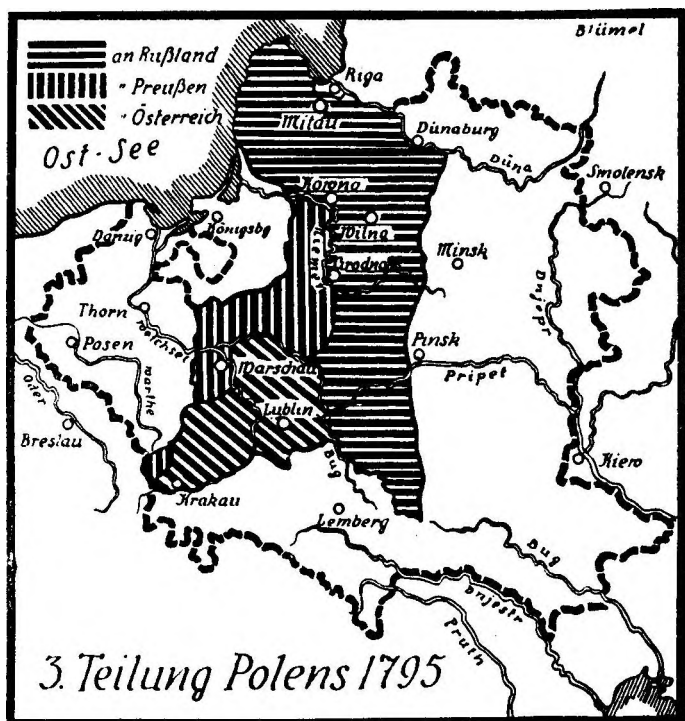 Blümel
an Rußland
" Preußen
" Österreich
Ost-See
Riga
Mitau
Dünaburg
Düna
Smolensk
Kowno
Königsbg
Danzig
Wilna
Niemen
Grodno
Minsk
Dnjepr
Thorn
Weichsel
Posen
Warthe
Warschau
Pinsk
Pripet
Oder
Breslau
Lublin
Bug
Kiew
Krakau
Lemberg
Bug
Dnjestr
Pruth
3. Teilung Polens 1795